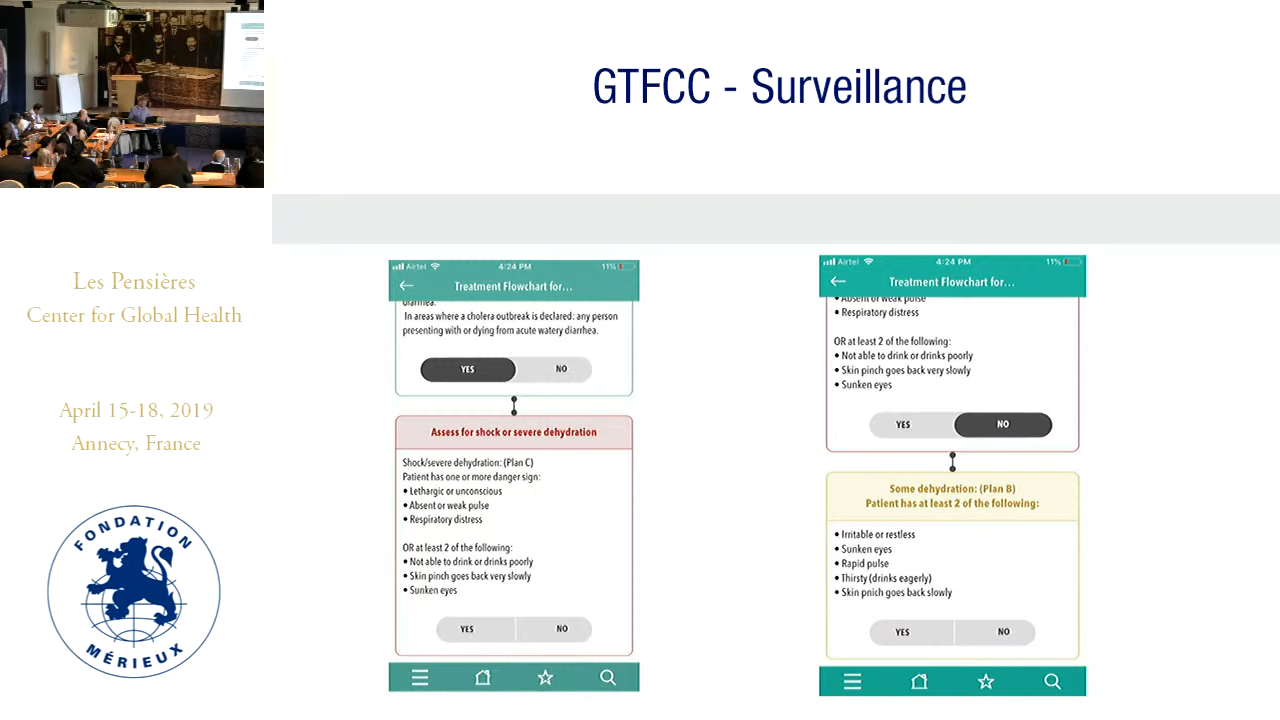 GTFCC - Surveillance
Les Pensières
Center for Global Health
April 15-18, 2019
Annecy, France
FONDATION
MÉRIEUX
Airtel
4:24 PM
11%
Treatment Flowchart for...
diarrhea.
In areas where a cholera outbreak is declared: any person
presenting with or dying from acute watery diarrhea.
YES
NO
Assess for shock or severe dehydration
Shock/severe dehydration: (Plan C)
Patient has one or more danger sign:
• Lethargic or unconscious
• Absent or weak pulse
• Respiratory distress
OR at least 2 of the following:
• Not able to drink or drinks poorly
• Skin pinch goes back very slowly
• Sunken eyes
YES
NO
Airtel
4:24 PM
11%
Treatment Flowchart for...
• Absent or weak pulse
• Respiratory distress
OR at least 2 of the following:
• Not able to drink or drinks poorly
• Skin pinch goes back very slowly
• Sunken eyes
YES
NO
Some dehydration: (Plan B)
Patient has at least 2 of the following:
• Irritable or restless
• Sunken eyes
• Rapid pulse
• Thirsty (drinks eagerly)
• Skin pnich goes back slowly
YES
NO